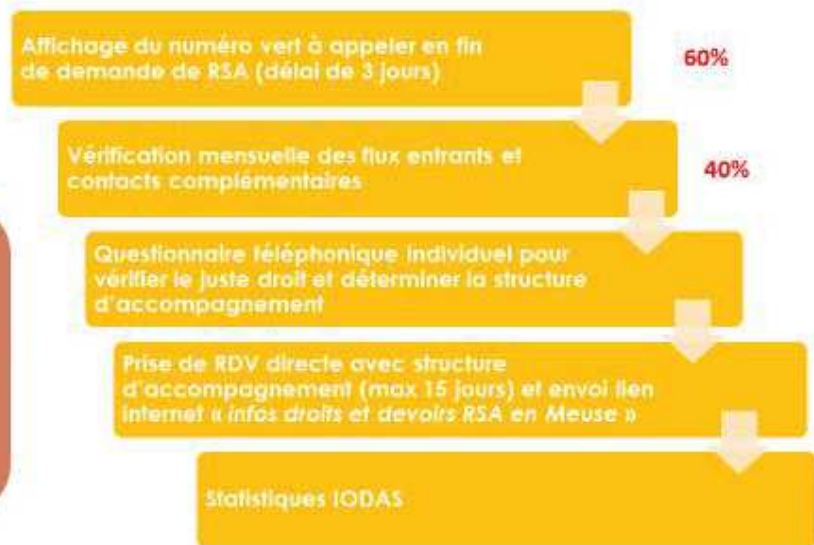 Affichage du numéro vert à appeler en fin
de demande de RSA (délai de 3 jours)
60%
Vérification mensuelle des flux entrants et
contacts complémentaires
40%
Questionnaire téléphonique individuel pour
vérifier le juste droit et déterminer la structure
d'accompagnement
Prise de RDV directe avec structure
d'accompagnement (max 15 jours) et envoi lien
internet « infos droits et devoirs RSA en Meuse »
Statistiques IODAS